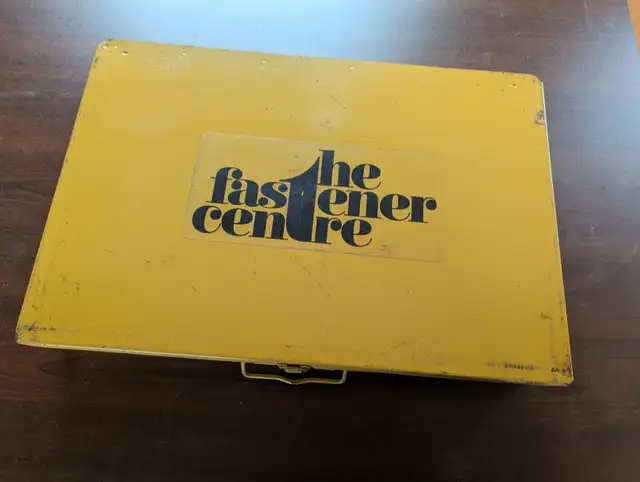 the
fastener
centre